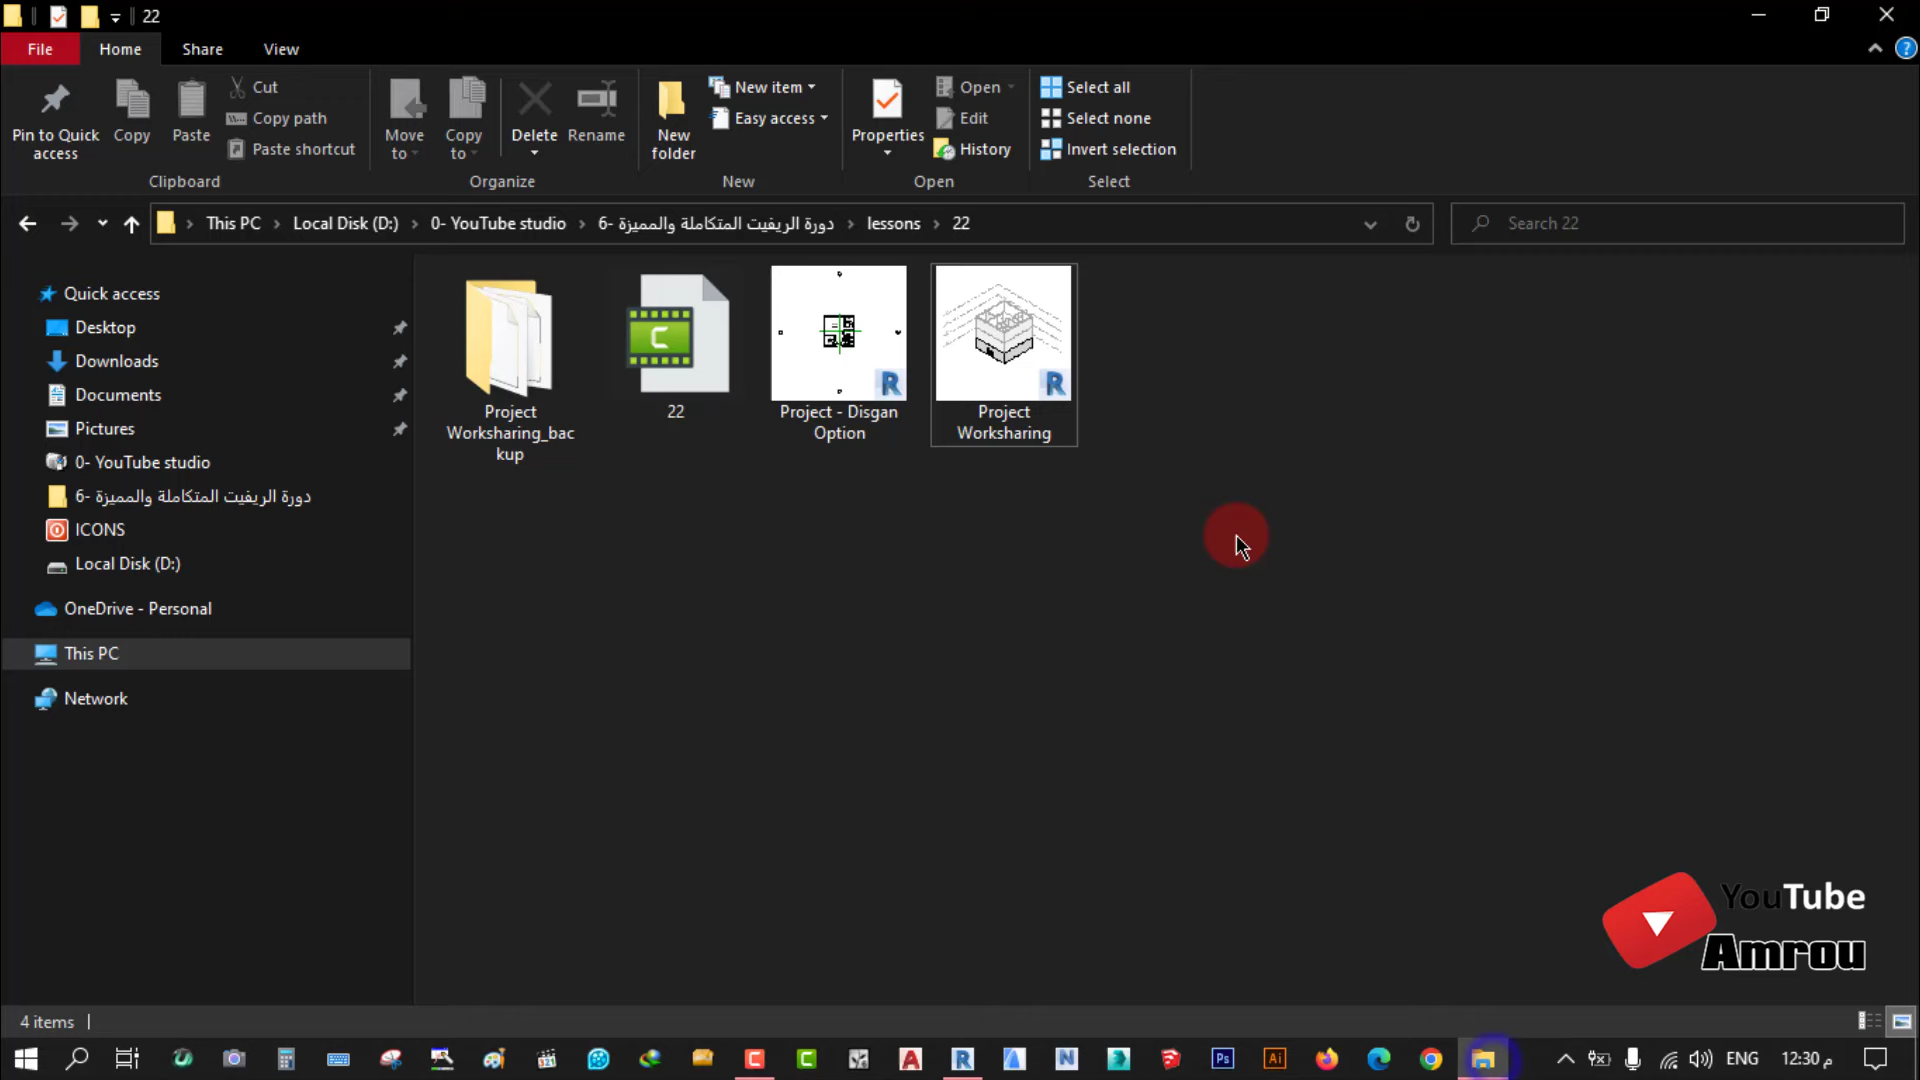 22
File Home Share View
Pin to Quick access
Copy
Paste
Cut
Copy path
Paste shortcut
Clipboard
Move to
Copy to
Delete
Rename
Organize
New folder
New item
Easy access
New
Properties
Open
Edit
History
Open
Select all
Select none
Invert selection
Select
This PC Local Disk (D:) 0- YouTube studio 6- دورة الريفيت المتكاملة والمميزة lessons 22
Search 22
Quick access
Desktop
Downloads
Documents
Pictures
0- YouTube studio
6- دورة الريفيت المتكاملة والمميزة
ICONS
Local Disk (D:)
OneDrive - Personal
This PC
Network
Project
Worksharing_bac
kup
22
Project - Disgan
Option
Project
Worksharing
YouTube
Amrou
4 items
ENG 12:30 م